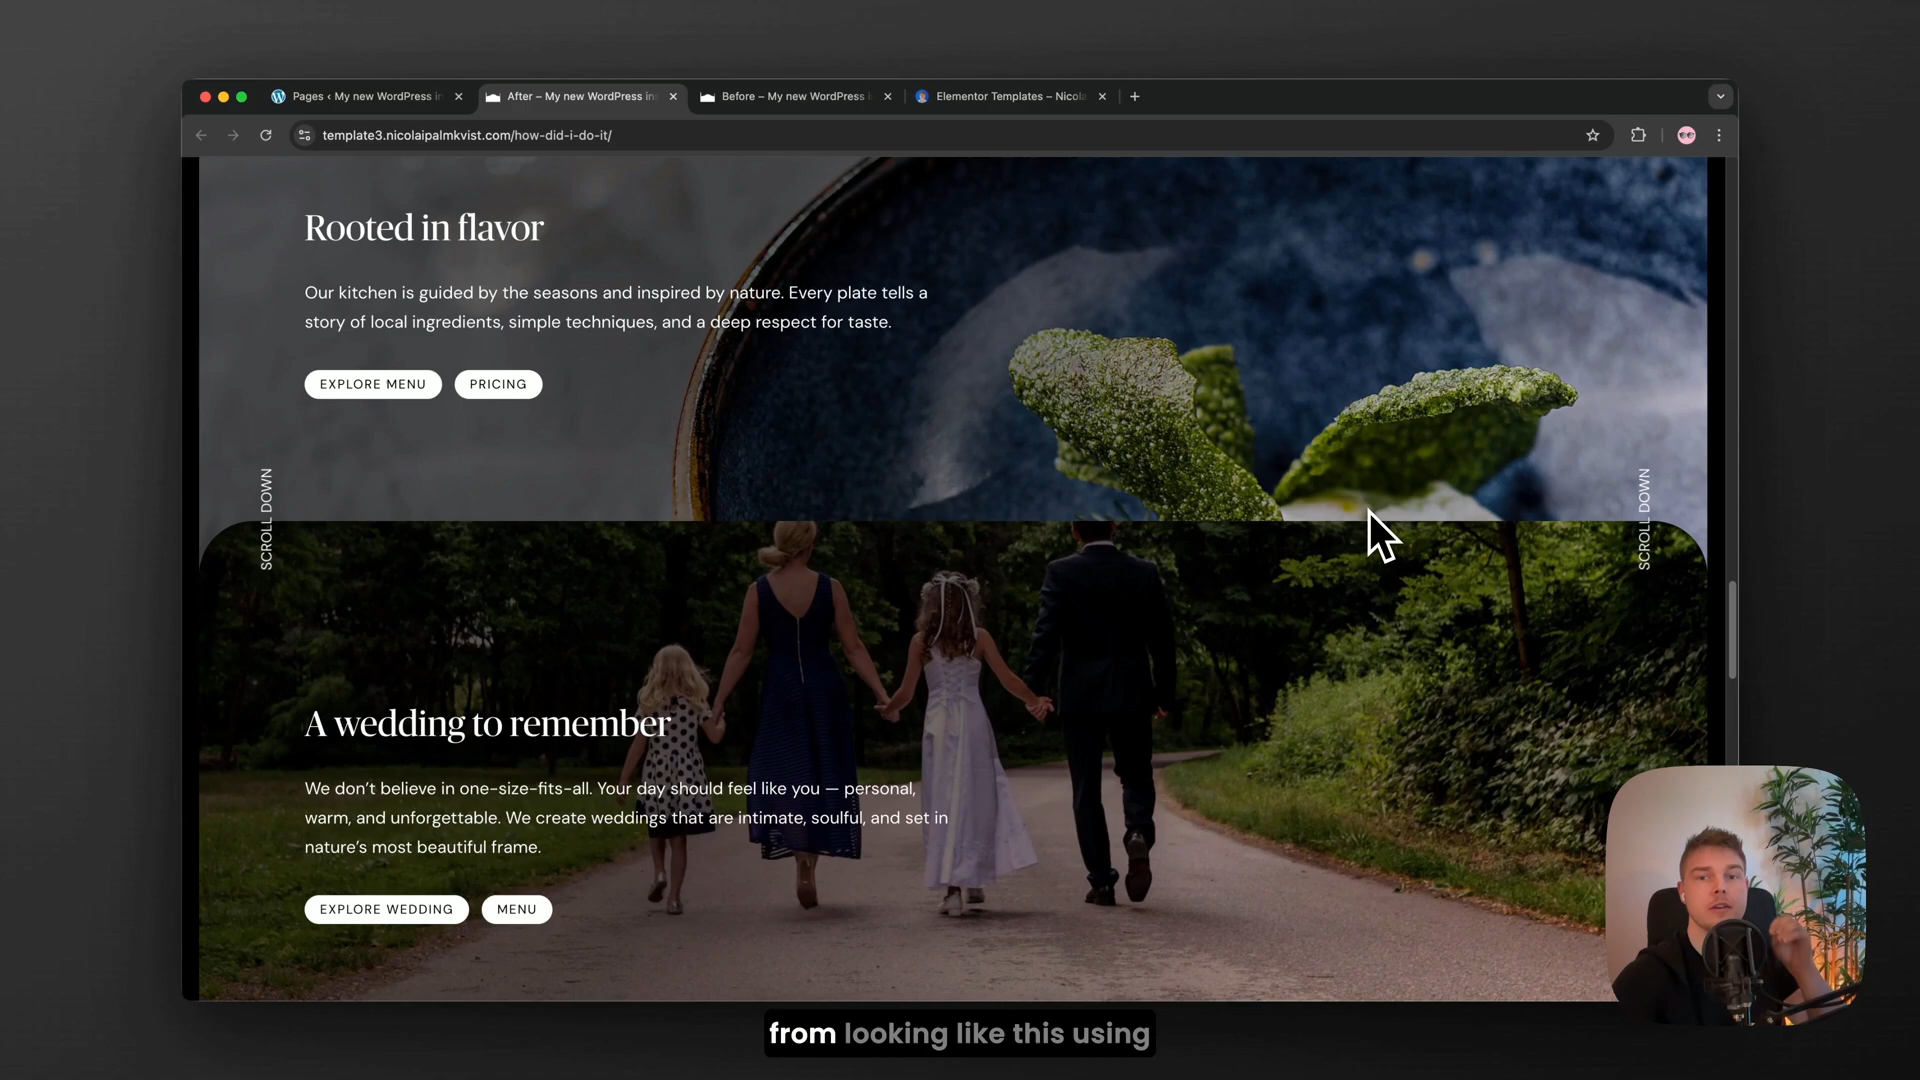 Pages ‹ My new WordPress in
After – My new WordPress ins
Before – My new WordPress
Elementor Templates – Nicola
template3.nicolaipalmkvist.com/how-did-i-do-it/
Rooted in flavor
Our kitchen is guided by the seasons and inspired by nature. Every plate tells a
story of local ingredients, simple techniques, and a deep respect for taste.
EXPLORE MENU
PRICING
SCROLL DOWN
SCROLL DOWN
A wedding to remember
We don’t believe in one-size-fits-all. Your day should feel like you — personal,
warm, and unforgettable. We create weddings that are intimate, soulful, and set in
nature’s most beautiful frame.
EXPLORE WEDDING
MENU
from looking like this using